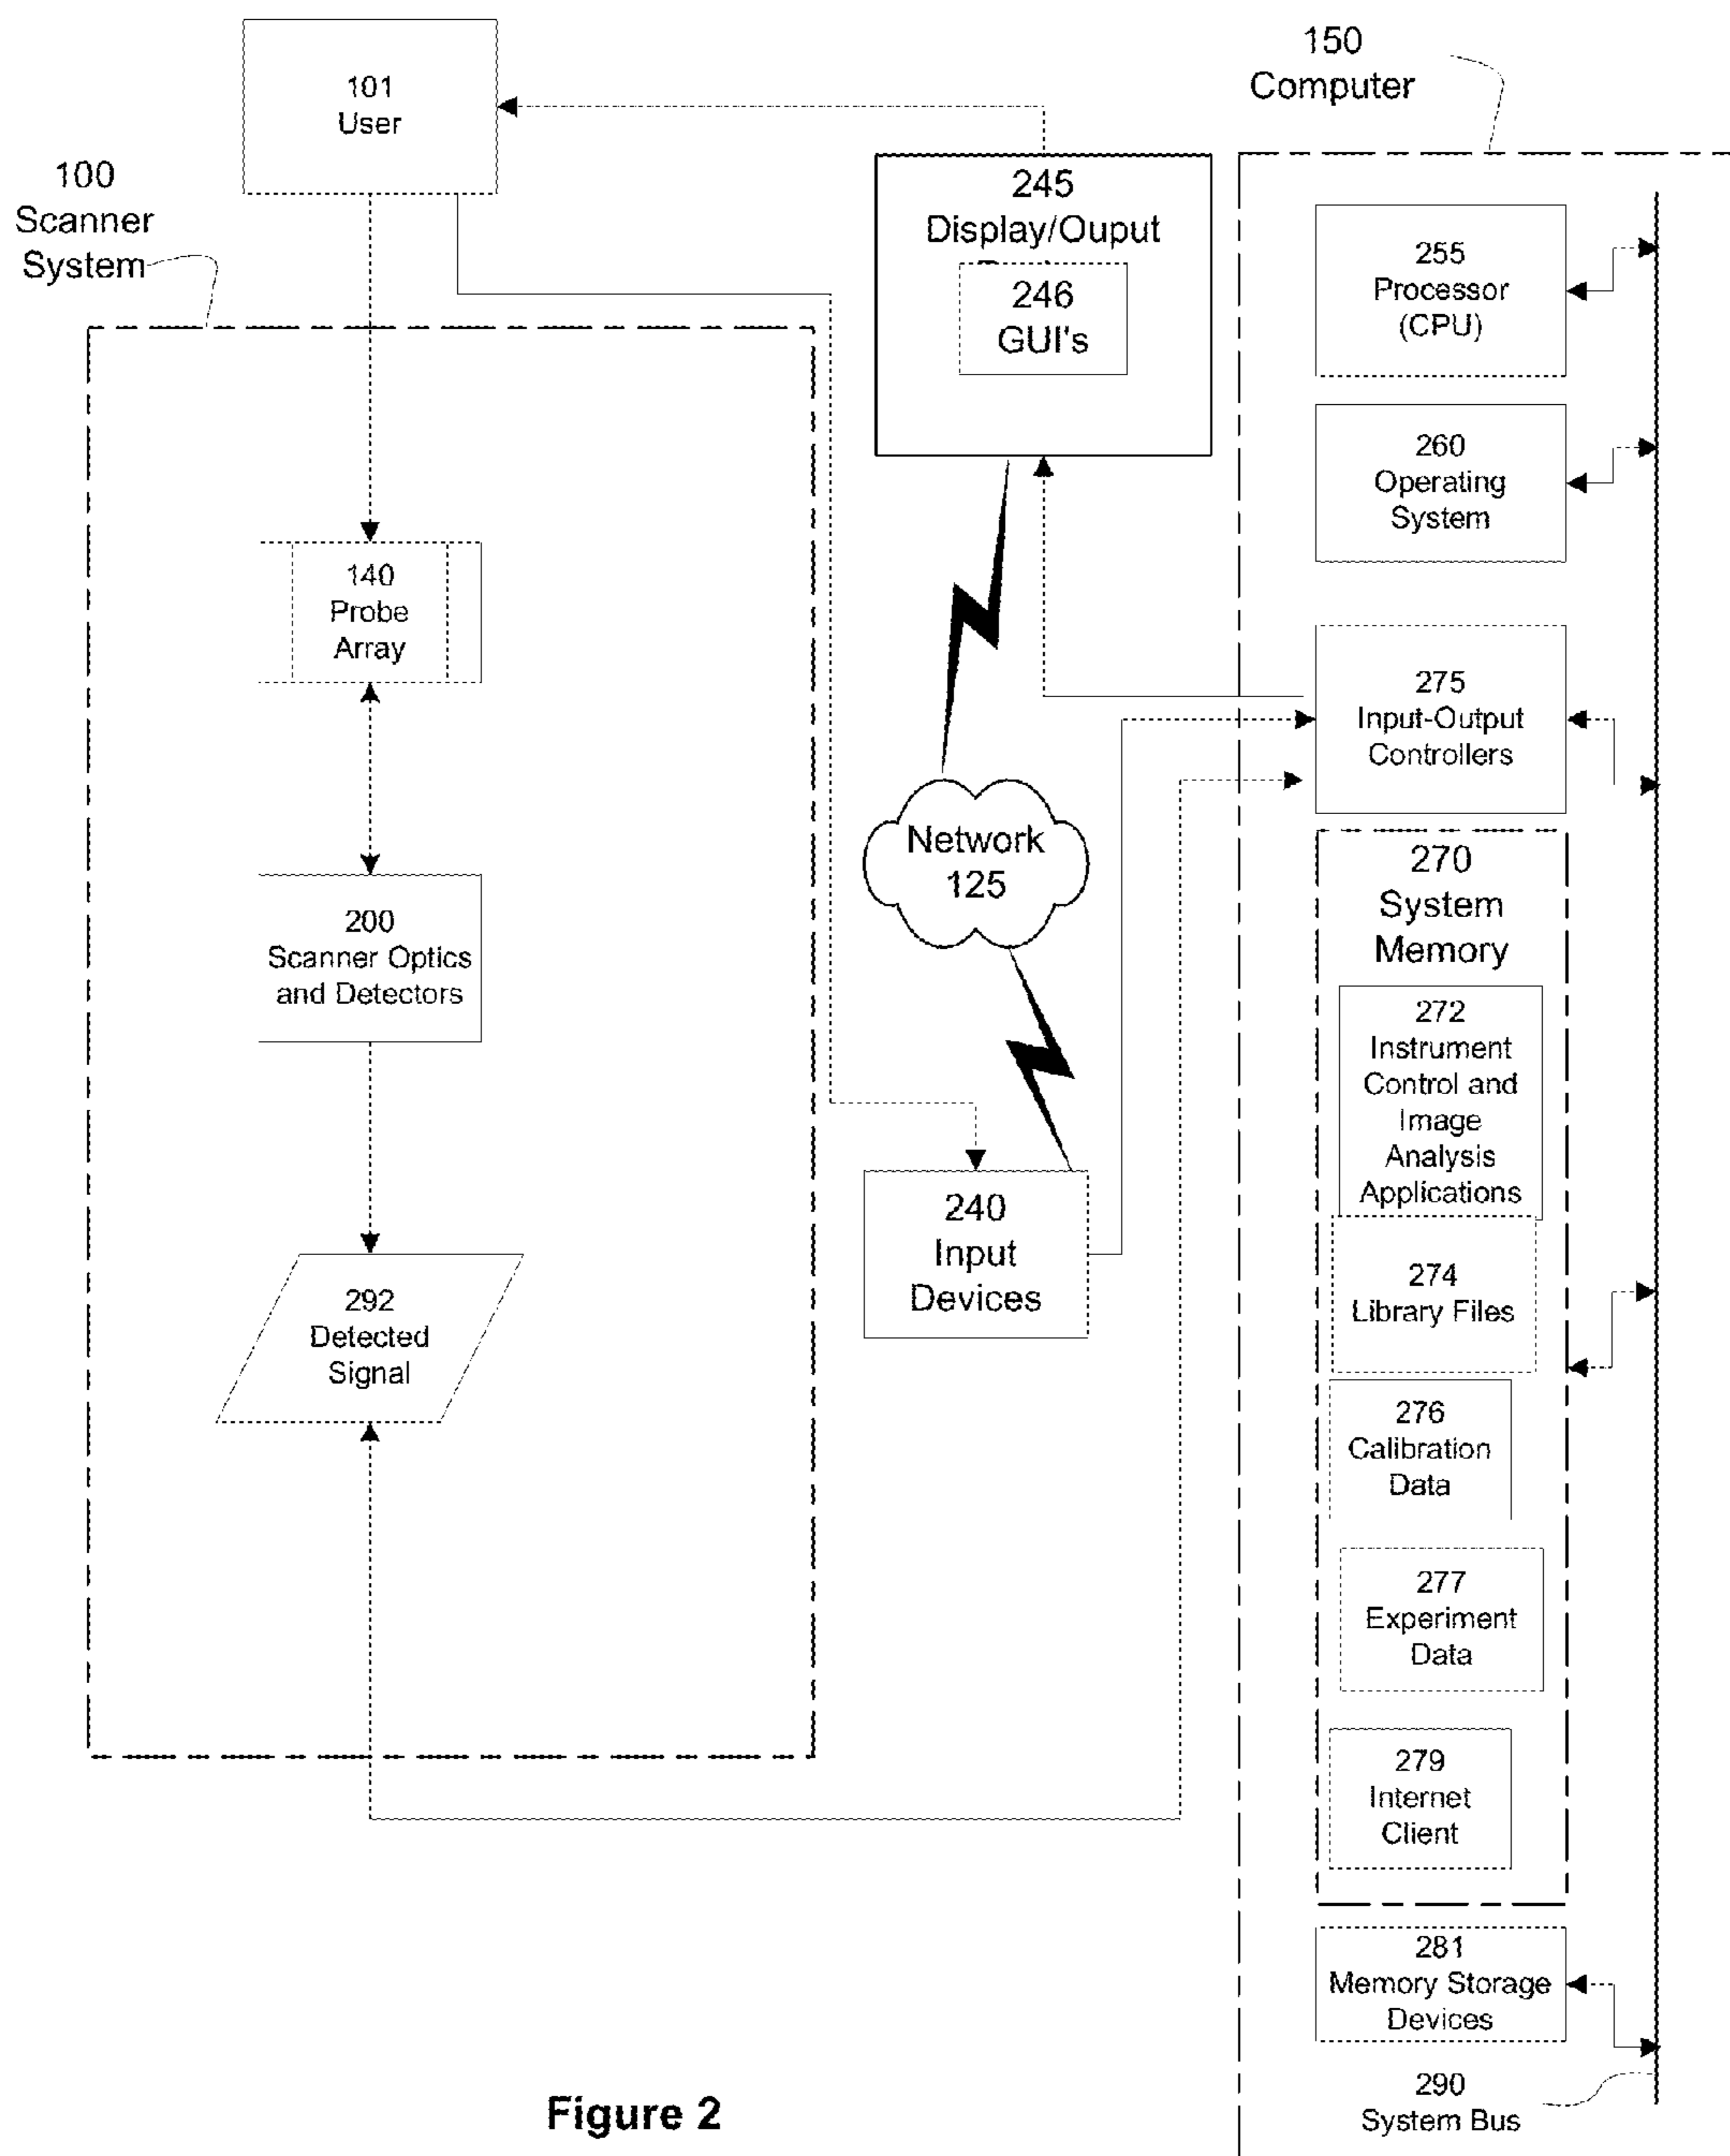 101
User
150
Computer
100
Scanner
System
245
Display/Ouput
246
GUI's
255
Processor
(CPU)
260
Operating
System
140
Probe
Array
275
Input-Output
Controllers
Network
125
200
Scanner Optics
and Detectors
270
System
Memory
272
Instrument
Control and
Image
Analysis
Applications
240
Input
Devices
292
Detected
Signal
274
Library Files
276
Calibration
Data
277
Experiment
Data
279
Internet
Client
281
Memory Storage
Devices
290
System Bus
Figure 2